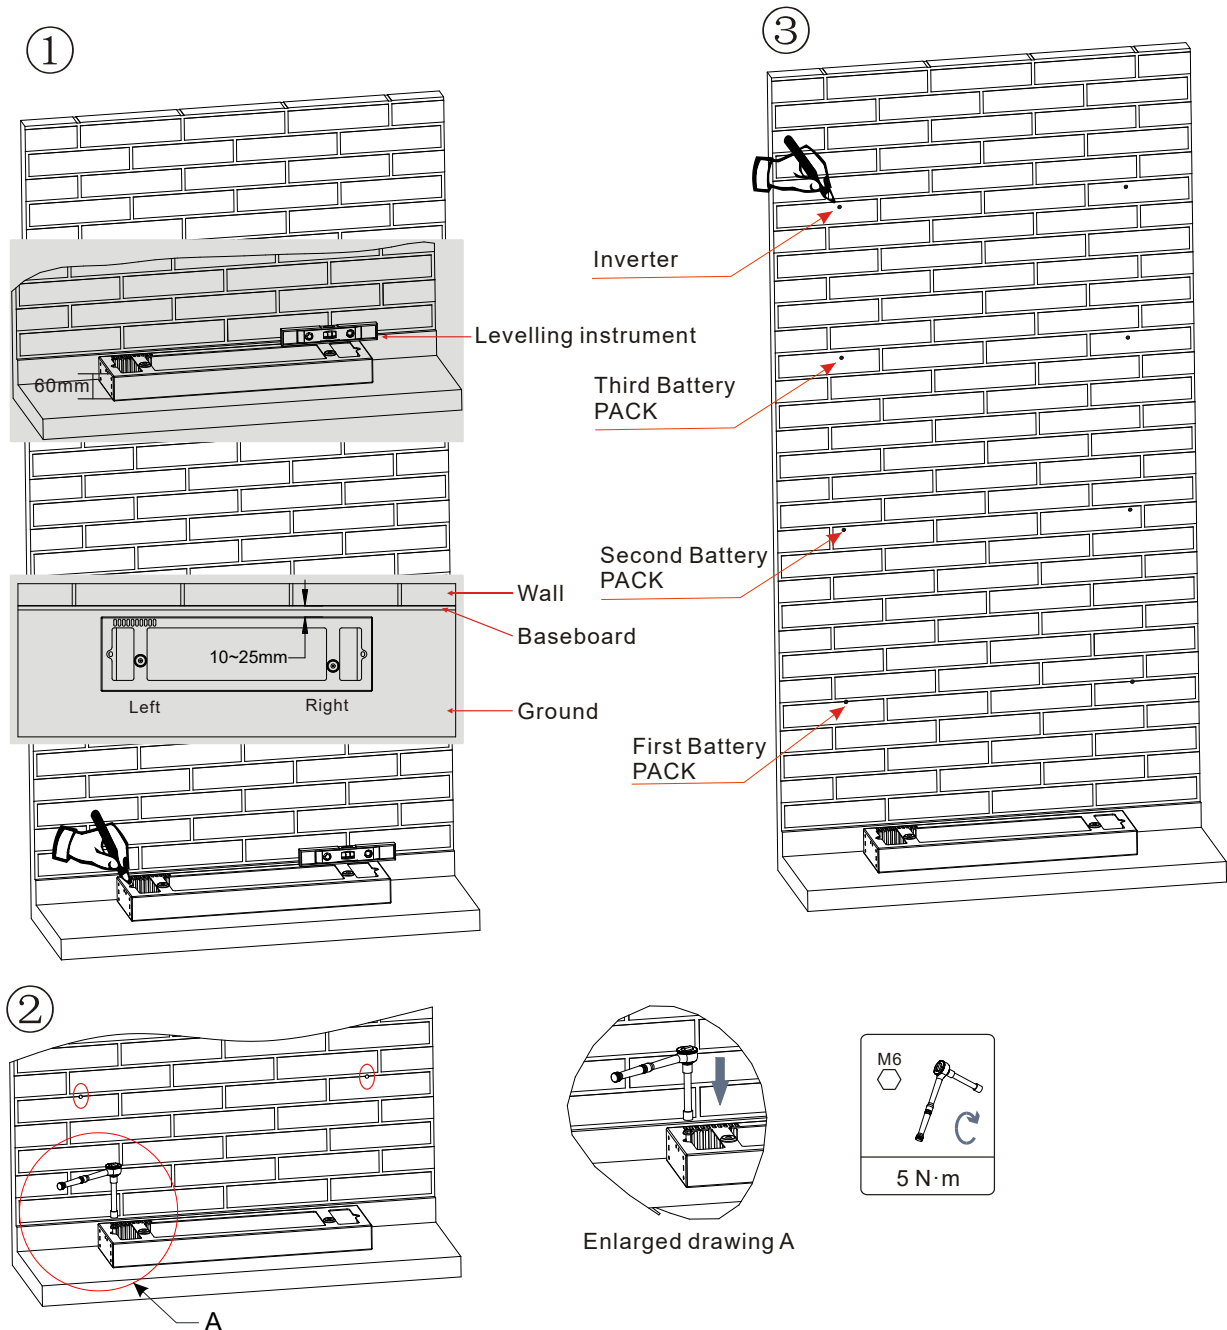 ①
Levelling instrument
60mm
Wall
Baseboard
10~25mm
Left
Right
Ground
②
A
Enlarged drawing A
M6
5 N·m
③
Inverter
Third Battery
PACK
Second Battery
PACK
First Battery
PACK